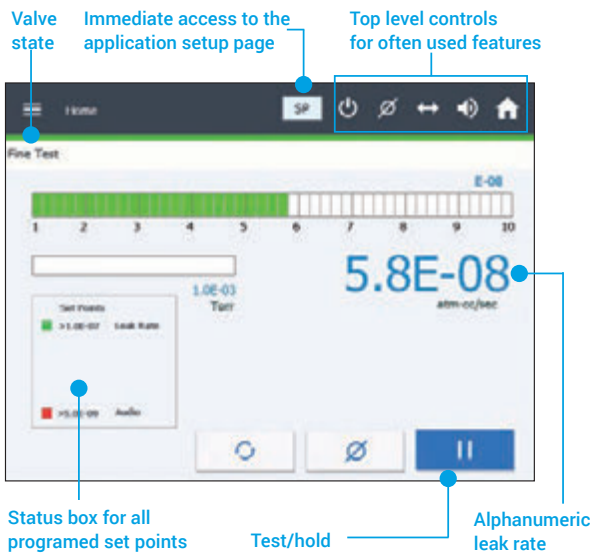 Valve
state
Immediate access to the
application setup page
Top level controls
for often used features
Home
SP
Fine Test
E-08
1 2 3 4 5 6 7 8 9 10
5.8E-08
atm-cc/sec
1.0E-03
Torr
Set Points
>1.0E-07 Leak Rate
Audio
Status box for all
programed set points
Test/hold
Alphanumeric
leak rate